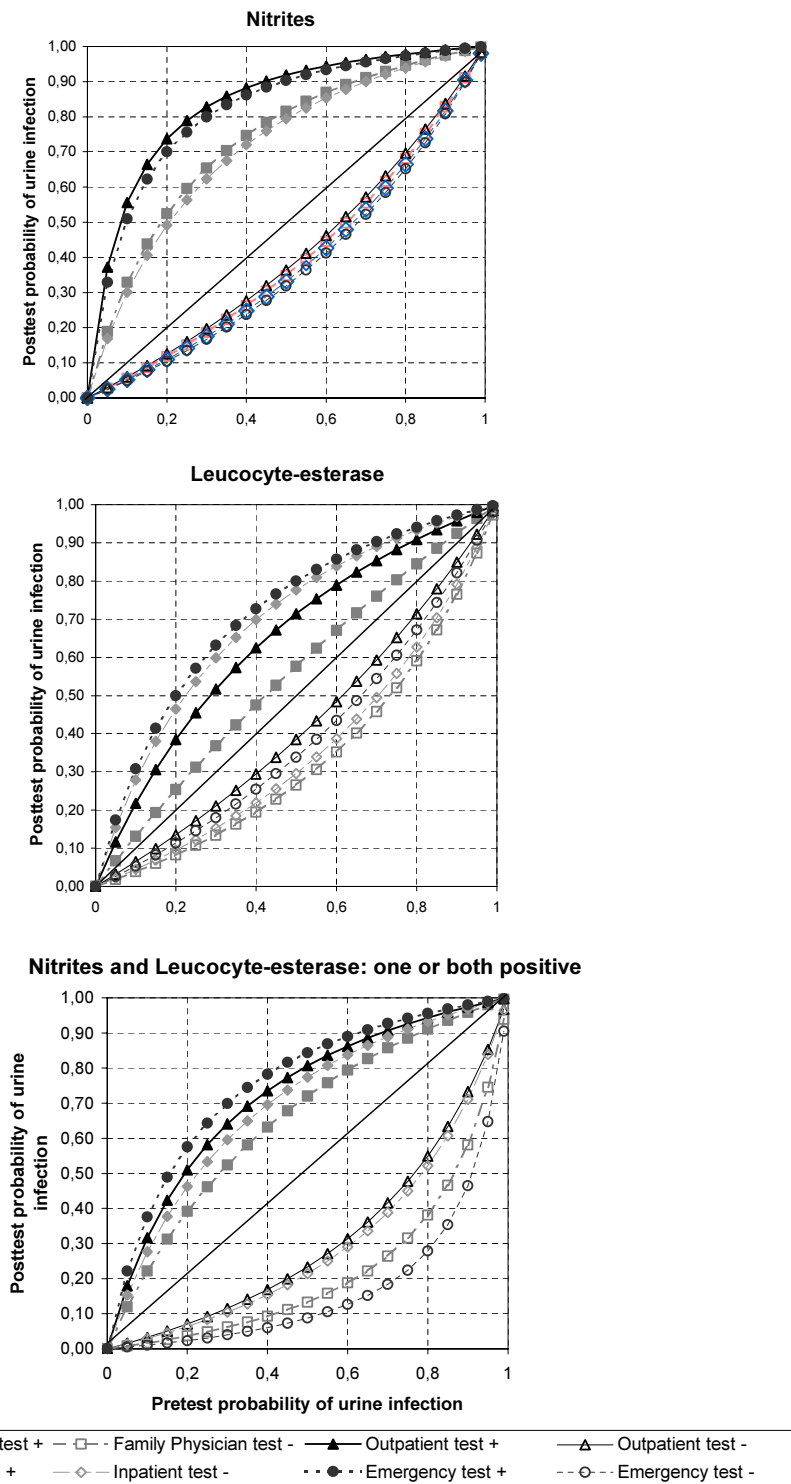 Nitrites
1,00
0,90
0,80
0,70
0,60
0,50
0,40
0,30
0,20
0,10
0,00
Posttest probability of urine infection
0 0,2 0,4 0,6 0,8 1
Leucocyte-esterase
1,00
0,90
0,80
0,70
0,60
0,50
0,40
0,30
0,20
0,10
0,00
Posttest probability of urine infection
0 0,2 0,4 0,6 0,8 1
Nitrites and Leucocyte-esterase: one or both positive
1,00
0,90
0,80
0,70
0,60
0,50
0,40
0,30
0,20
0,10
0,00
Posttest probability of urine
infection
0 0,2 0,4 0,6 0,8 1
Pretest probability of urine infection
test + Family Physician test - Outpatient test + Outpatient test -
+ Inpatient test - Emergency test + Emergency test -